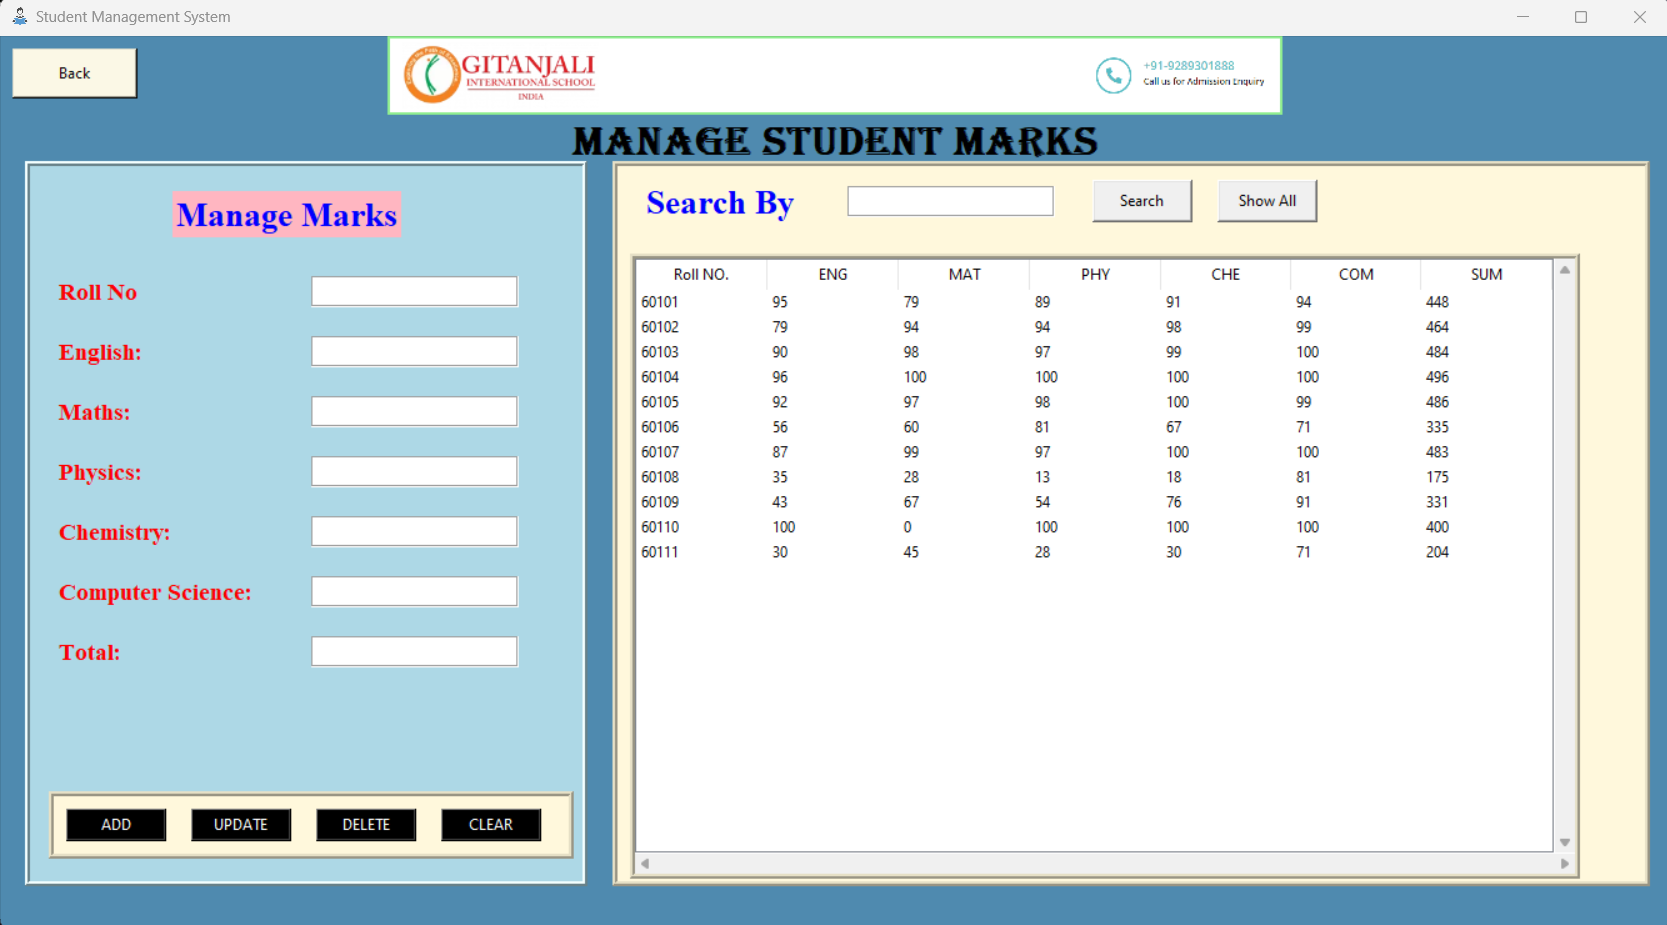 Student Management System
Back
GITANJALI
INTERNATIONAL SCHOOL
INDIA
+91-9289301888
Call us for Admission Enquiry
MANAGE STUDENT MARKS
Manage Marks
Roll No
English:
Maths:
Physics:
Chemistry:
Computer Science:
Total:
ADD UPDATE DELETE CLEAR
Search By Search Show All
Roll NO. ENG MAT PHY CHE COM SUM
60101 95 79 89 91 94 448
60102 79 94 94 98 99 464
60103 90 98 97 99 100 484
60104 96 100 100 100 100 496
60105 92 97 98 100 99 486
60106 56 60 81 67 71 335
60107 87 99 97 100 100 483
60108 35 28 13 18 81 175
60109 43 67 54 76 91 331
60110 100 0 100 100 100 400
60111 30 45 28 30 71 204